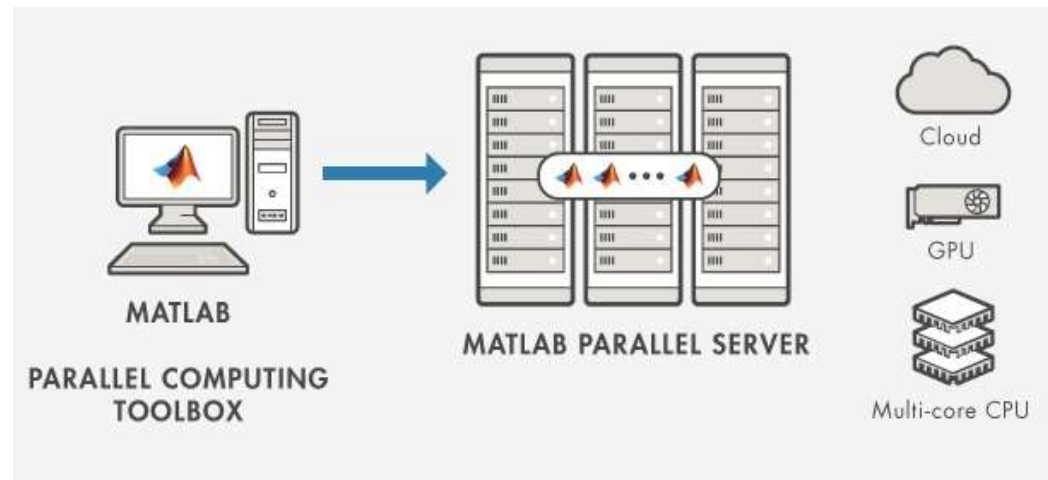 MATLAB
PARALLEL COMPUTING
TOOLBOX
MATLAB PARALLEL SERVER
Cloud
GPU
Multi-core CPU